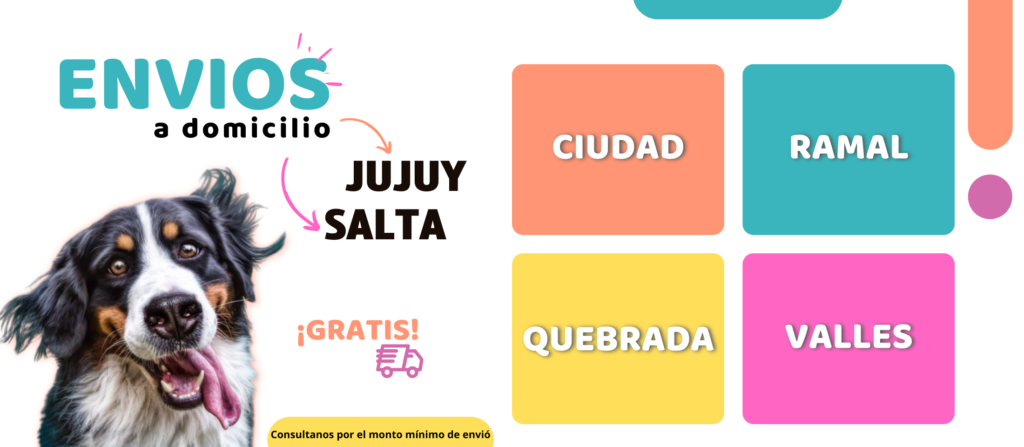 ENVIOS
a domicilio
JUJUY
SALTA
¡GRATIS!
Consultanos por el monto mínimo de envió
CIUDAD
RAMAL
QUEBRADA
VALLES